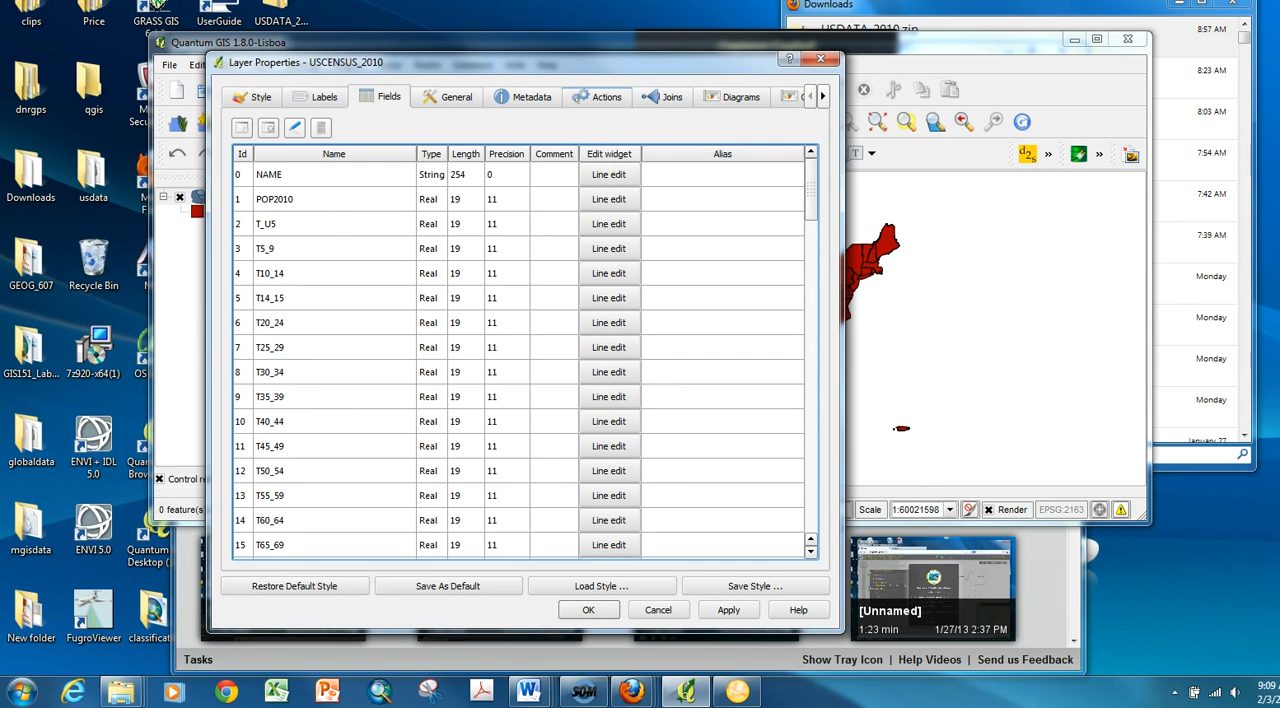 clips
Price
GRASS GIS
UserGuide
USDATA_2...
Downloads
USDATA_2010.zip
8:57 AM
8:23 AM
8:03 AM
7:54 AM
7:42 AM
7:39 AM
Monday
Monday
Monday
Monday
January 27
Quantum GIS 1.8.0-Lisboa
File Edi
Layer Properties - USCENSUS_2010
Style Labels Fields General Metadata Actions Joins Diagrams
Id Name Type Length Precision Comment Edit widget Alias
0 NAME String 254 0 Line edit
1 POP2010 Real 19 11 Line edit
2 T_U5 Real 19 11 Line edit
3 T5_9 Real 19 11 Line edit
4 T10_14 Real 19 11 Line edit
5 T14_15 Real 19 11 Line edit
6 T20_24 Real 19 11 Line edit
7 T25_29 Real 19 11 Line edit
8 T30_34 Real 19 11 Line edit
9 T35_39 Real 19 11 Line edit
10 T40_44 Real 19 11 Line edit
11 T45_49 Real 19 11 Line edit
12 T50_54 Real 19 11 Line edit
13 T55_59 Real 19 11 Line edit
14 T60_64 Real 19 11 Line edit
15 T65_69 Real 19 11 Line edit
Restore Default Style Save As Default Load Style ... Save Style ...
OK Cancel Apply Help
dnrgps
qgis
Downloads
usdata
GEOG_607
Recycle Bin
GIS151_Lab...
7z920-x64(1)
globaldata
ENVI + IDL
5.0
mgisdata
ENVI 5.0
Quantum
Desktop (
New folder
FugroViewer
classificat
Control re
0 feature(s
Scale 1:60021598 Render EPSG:2163
[Unnamed]
1:23 min 1/27/13 2:37 PM
Tasks
Show Tray Icon | Help Videos | Send us Feedback
9:09
2/3/2